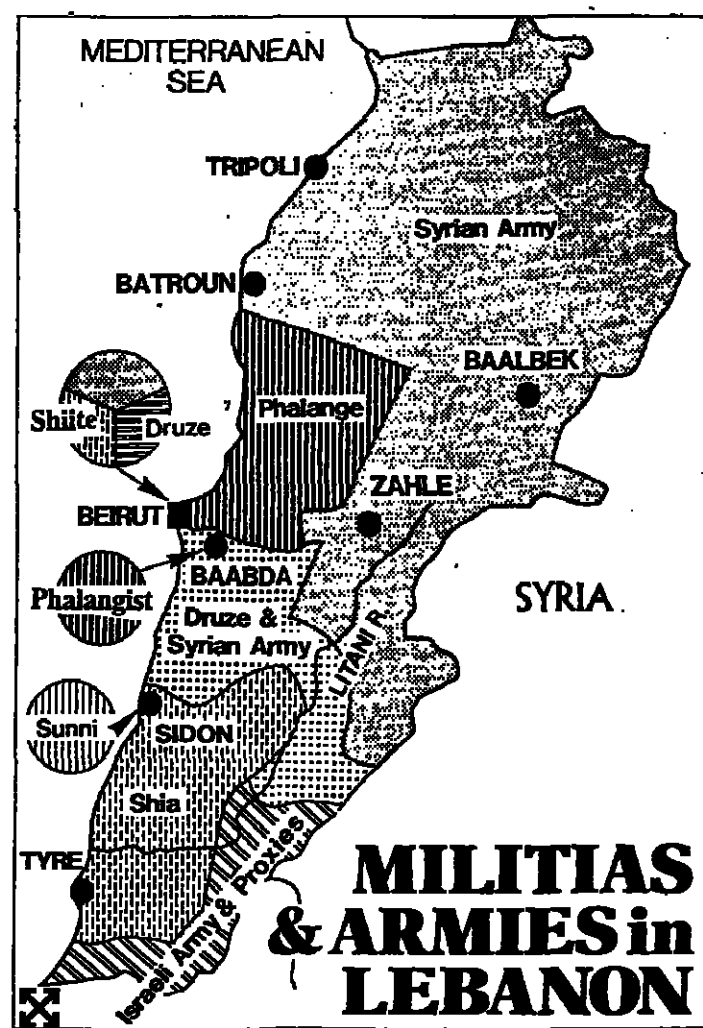 MEDITERRANEAN
SEA
TRIPOLI
Syrian Army
BATROUN
BAALBEK
Phalange
Shiite
Druze
ZAHLE
BEIRUT
BAABDA
Phalangist
SYRIA
Druze &
Syrian Army
LITANI R.
Sunni
SIDON
Shia
TYRE
Israeli Army & Proxies
MILITIAS
& ARMIES in
LEBANON